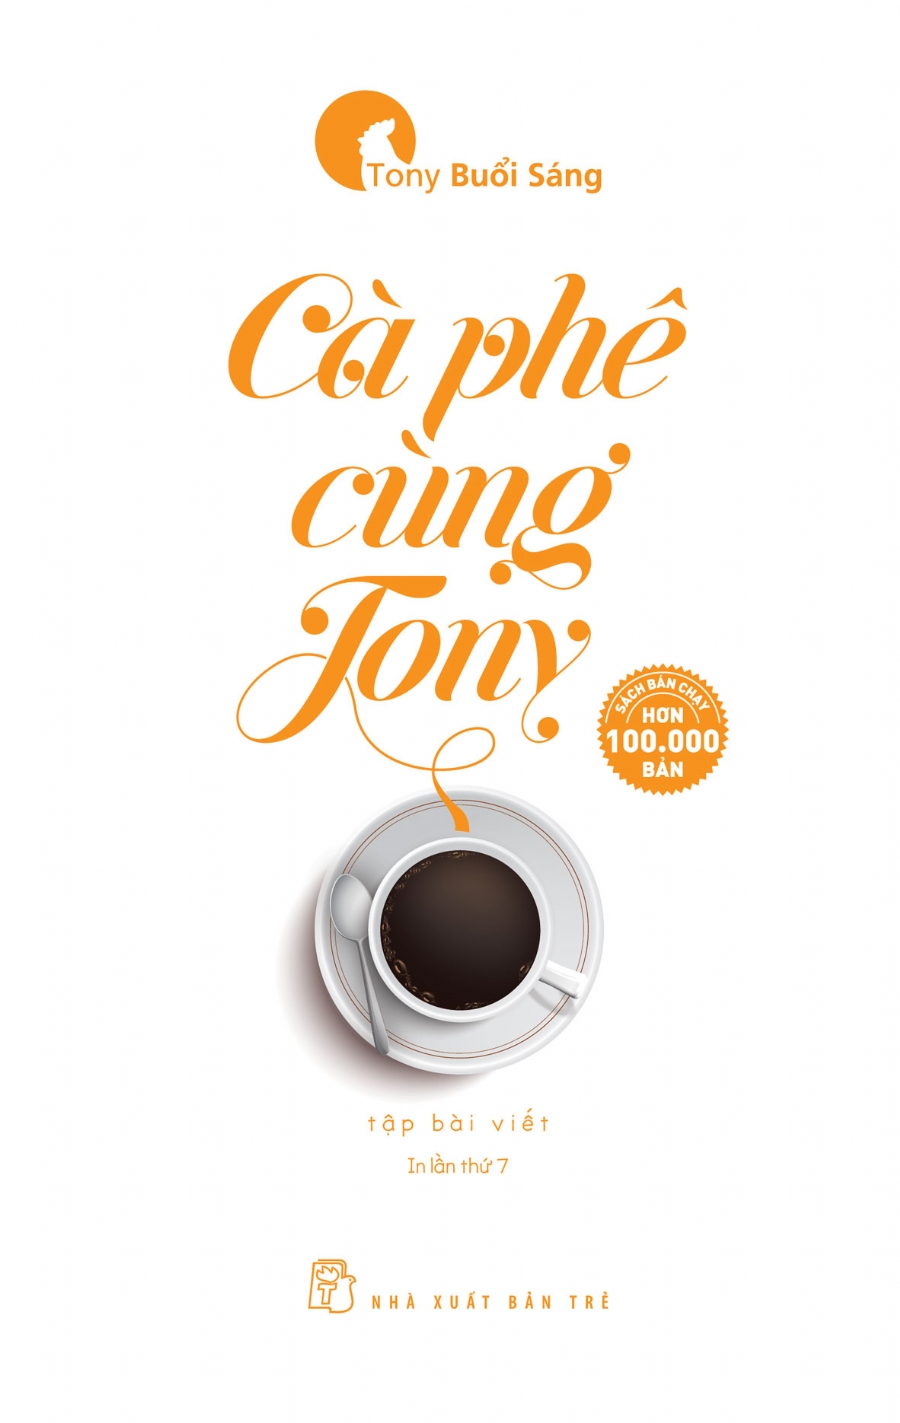 Tony Buổi Sáng
Cà phê
cùng
Tony
SÁCH BÁN CHẠY
HƠN
100.000
BẢN
tập bài viết
In lần thứ 7
T
NHÀ XUẤT BẢN TRẺ